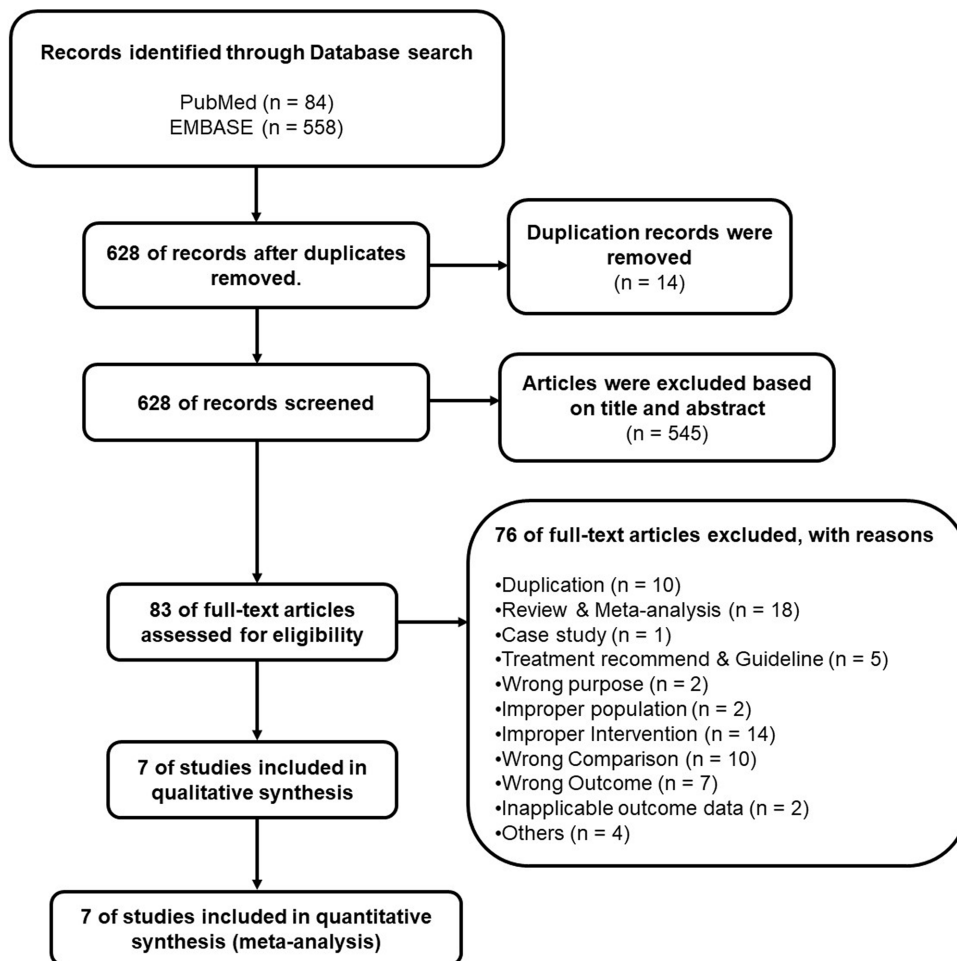 Records identified through Database search
PubMed (n = 84)
EMBASE (n = 558)
628 of records after duplicates
removed.
Duplication records were
removed
(n = 14)
628 of records screened
Articles were excluded based
on title and abstract
(n = 545)
83 of full-text articles
assessed for eligibility
76 of full-text articles excluded, with reasons
•Duplication (n = 10)
•Review & Meta-analysis (n = 18)
•Case study (n = 1)
•Treatment recommend & Guideline (n = 5)
•Wrong purpose (n = 2)
•Improper population (n = 2)
•Improper Intervention (n = 14)
•Wrong Comparison (n = 10)
•Wrong Outcome (n = 7)
•Inapplicable outcome data (n = 2)
•Others (n = 4)
7 of studies included in
qualitative synthesis
7 of studies included in quantitative
synthesis (meta-analysis)